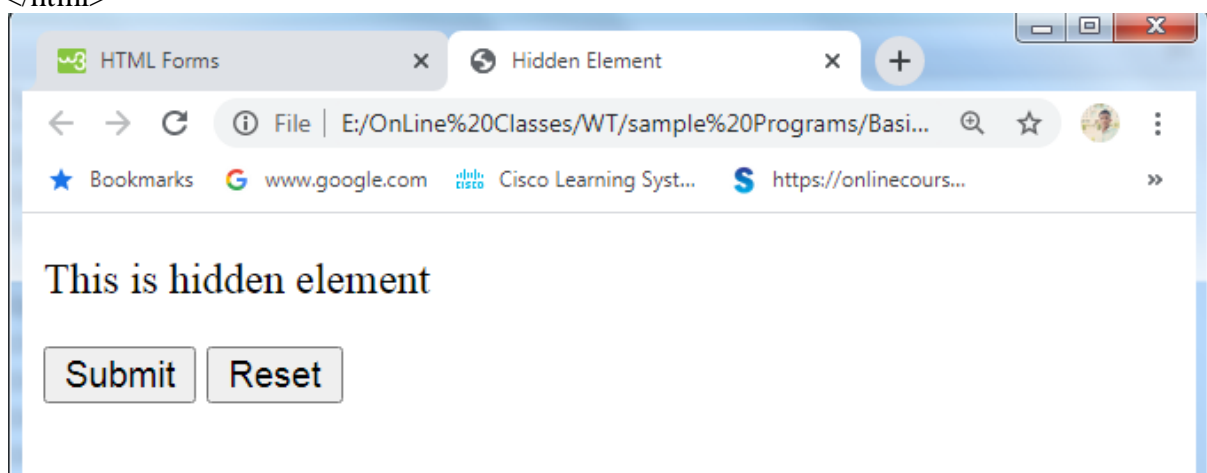 </html>
HTML Forms Hidden Element
File | E:/OnLine%20Classes/WT/sample%20Programs/Basi...
Bookmarks www.google.com Cisco Learning Syst... https://onlinecours...
This is hidden element
Submit Reset